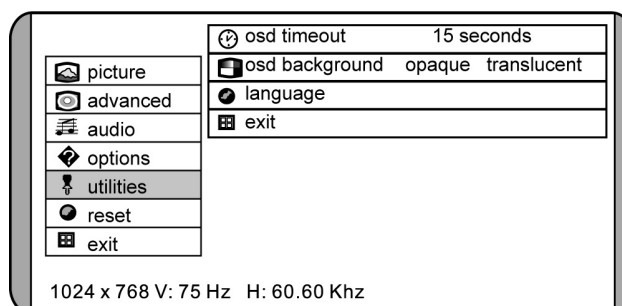 osd timeout 15 seconds
osd background opaque translucent
language
exit
picture
advanced
audio
options
utilities
reset
exit
1024 x 768 V: 75 Hz H: 60.60 Khz